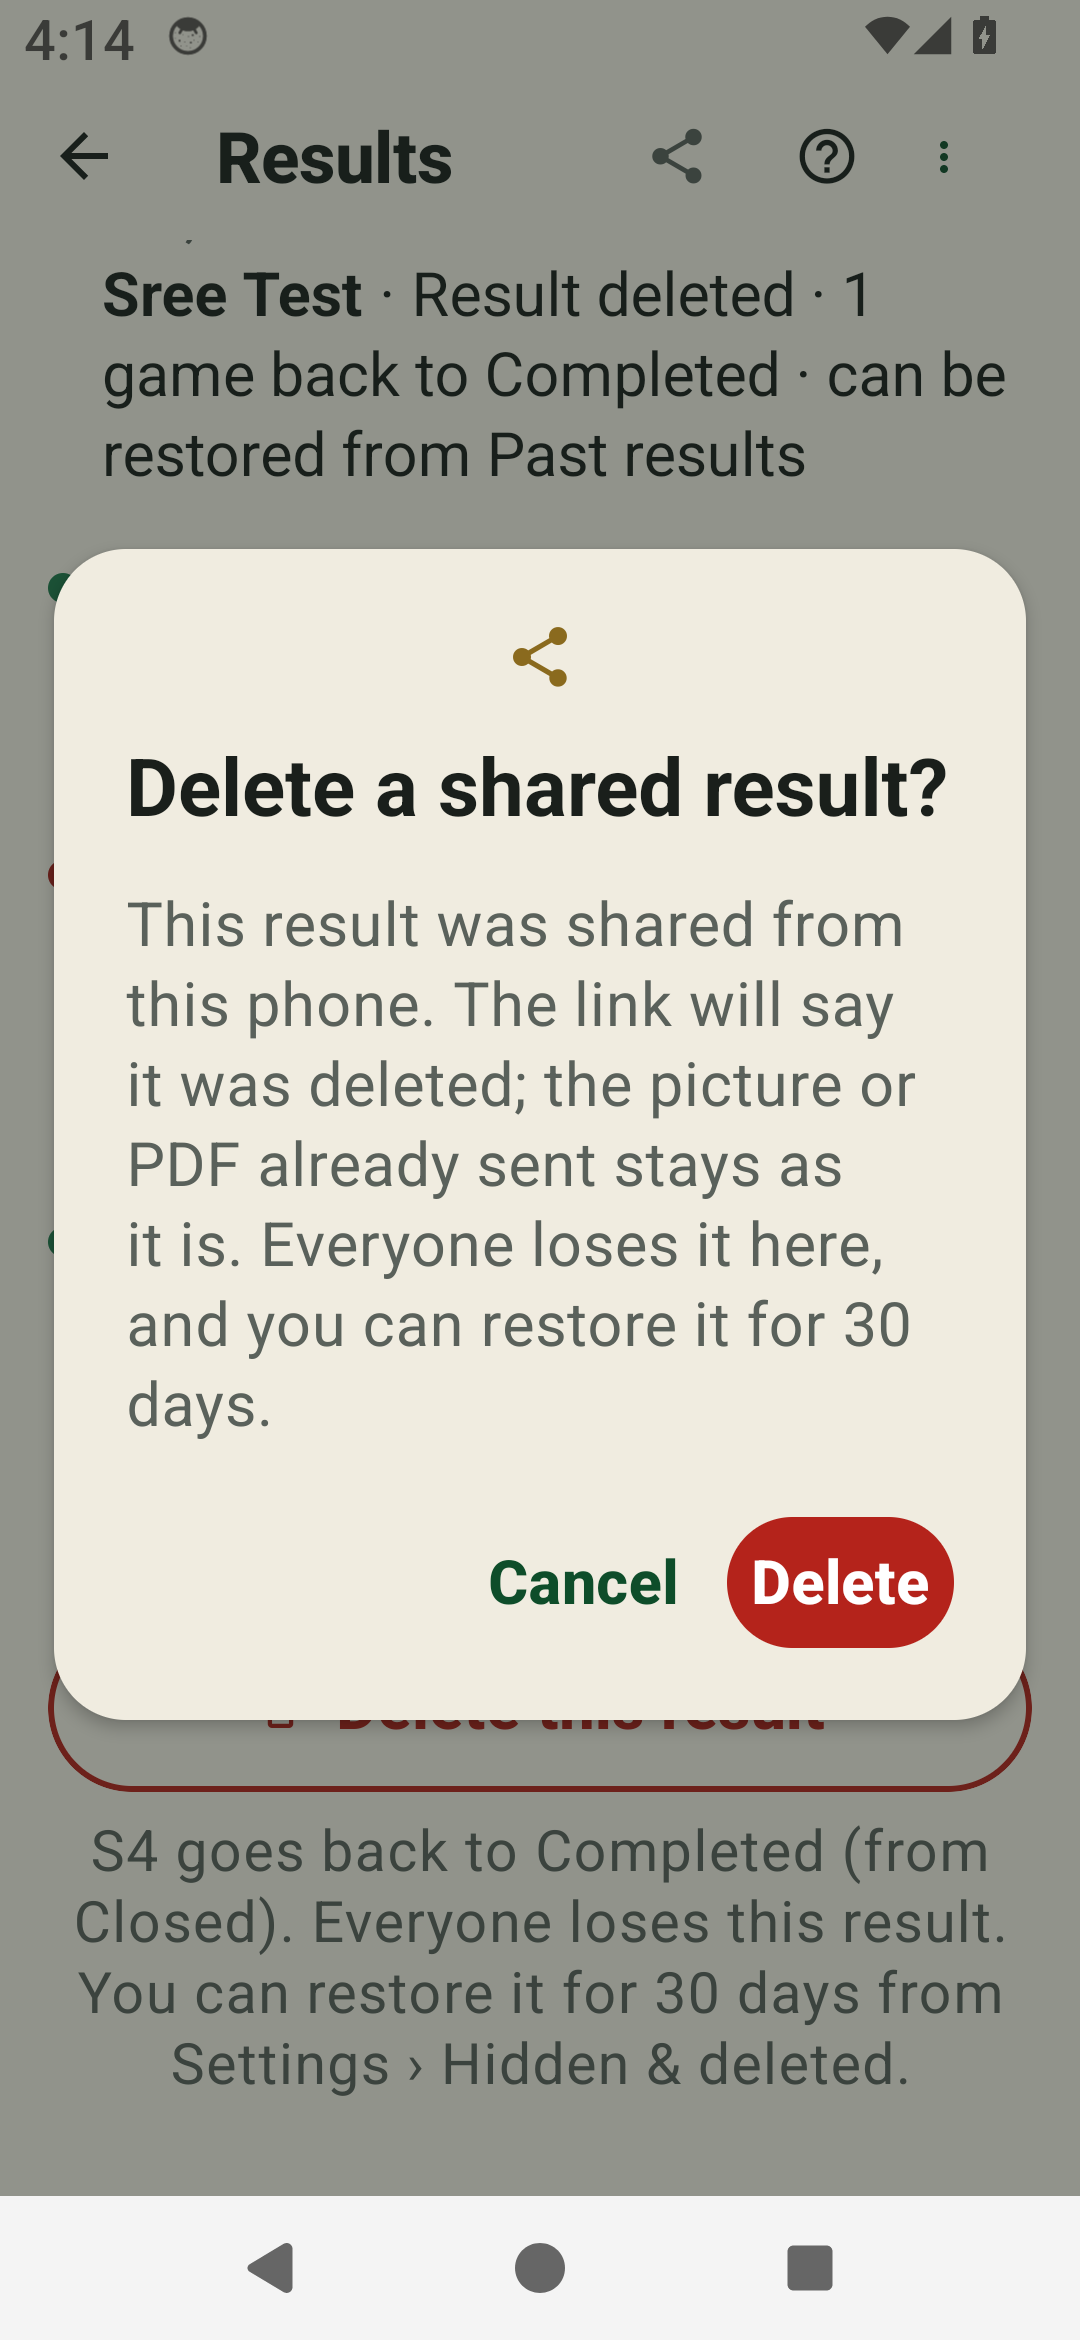 4:14
Results
Sree Test · Result deleted · 1
game back to Completed · can be
restored from Past results
Delete a shared result?
This result was shared from
this phone. The link will say
it was deleted; the picture or
PDF already sent stays as
it is. Everyone loses it here,
and you can restore it for 30
days.
Cancel Delete
Delete this result
S4 goes back to Completed (from
Closed). Everyone loses this result.
You can restore it for 30 days from
Settings › Hidden & deleted.